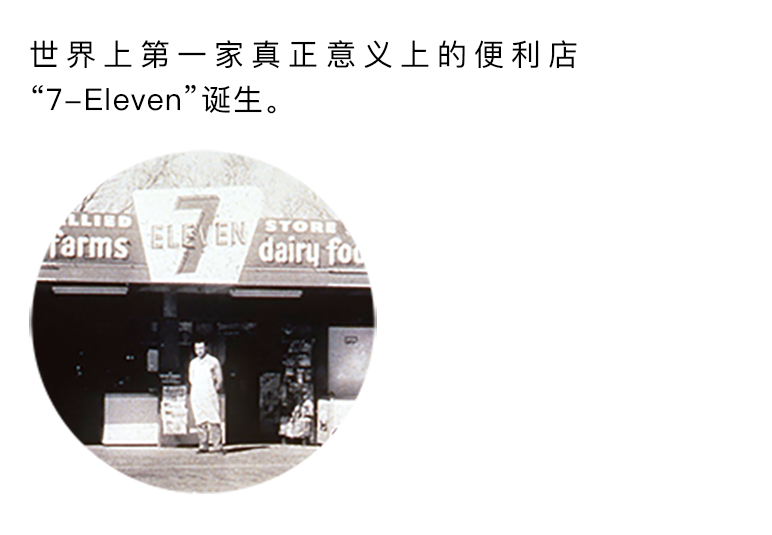 世界上第一家真正意义上的便利店
“7-Eleven”诞生。
LLIED
farms
7
ELEVEN
STORE
dairy foo